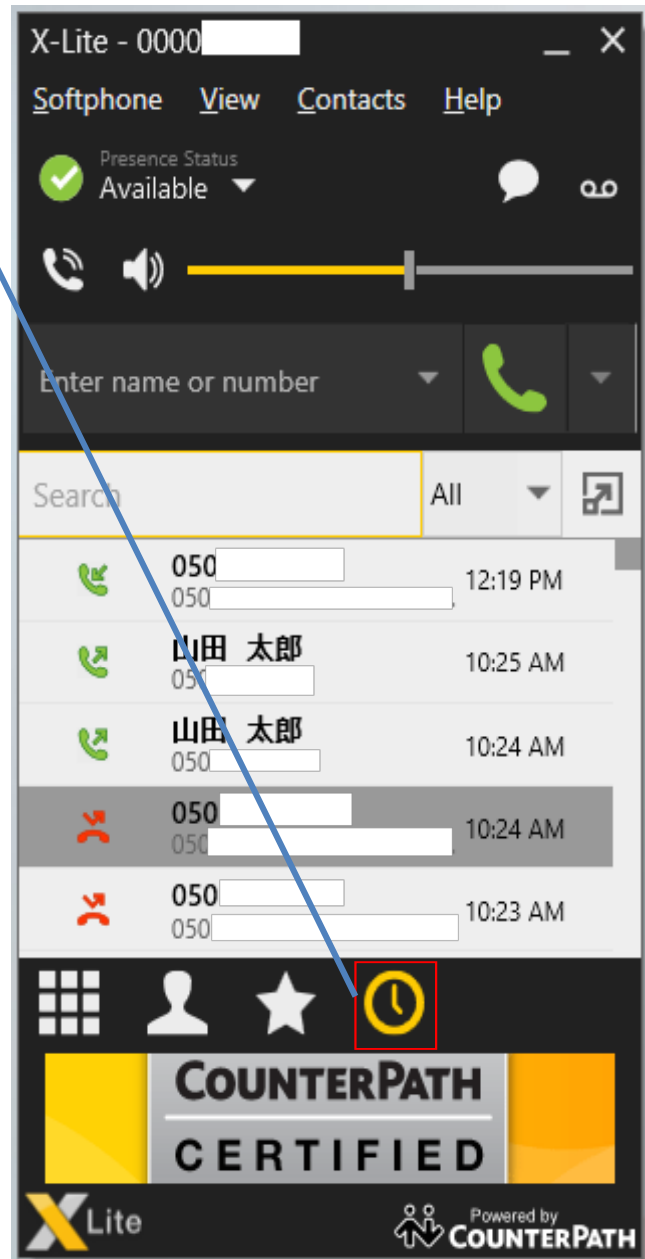 X-Lite - 0000
Softphone View Contacts Help
Presence Status
Available
Enter name or number
Search All
050
050
12:19 PM
山田 太郎
050
10:25 AM
山田 太郎
050
10:24 AM
050
050
10:24 AM
050
050
10:23 AM
COUNTERPATH
CERTIFIED
X Lite
Powered by
COUNTERPATH